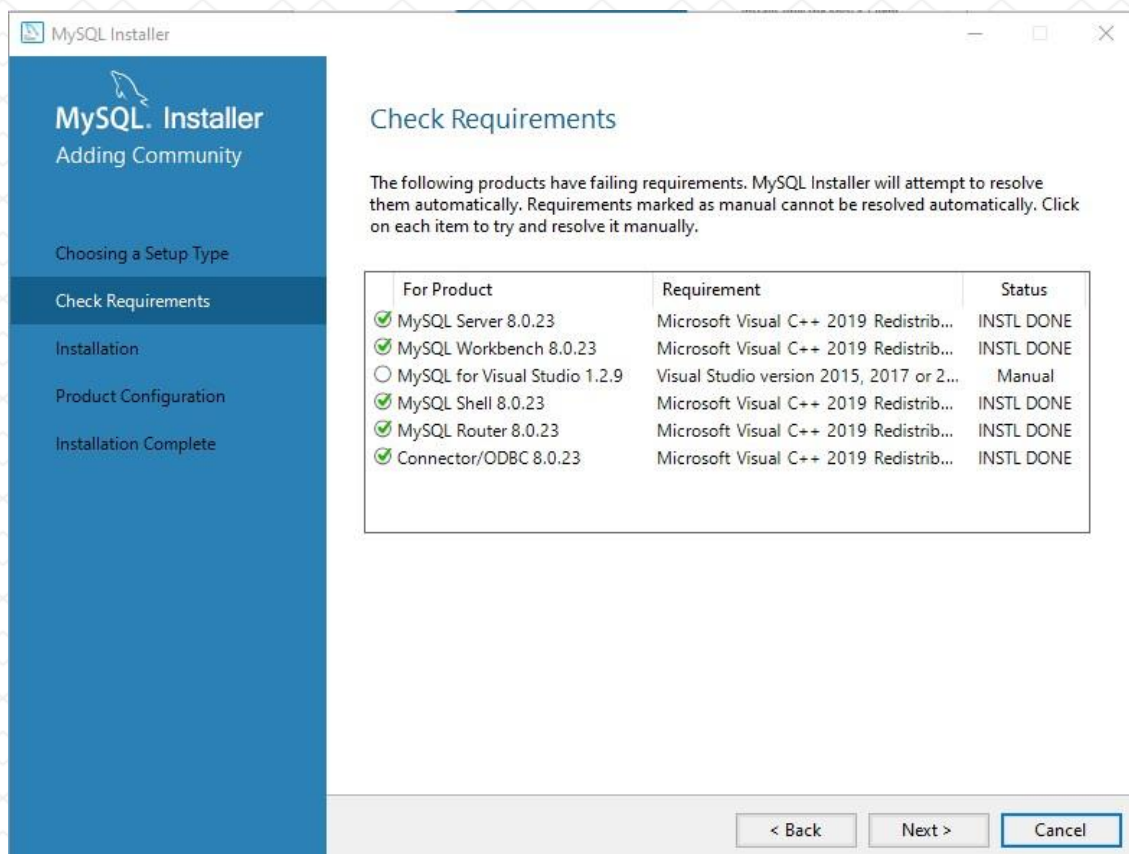 MySQL Installer
MySQL. Installer
Adding Community
Choosing a Setup Type
Check Requirements
Installation
Product Configuration
Installation Complete
Check Requirements
The following products have failing requirements. MySQL Installer will attempt to resolve
them automatically. Requirements marked as manual cannot be resolved automatically. Click
on each item to try and resolve it manually.
For Product Requirement Status
MySQL Server 8.0.23 Microsoft Visual C++ 2019 Redistrib... INSTL DONE
MySQL Workbench 8.0.23 Microsoft Visual C++ 2019 Redistrib... INSTL DONE
MySQL for Visual Studio 1.2.9 Visual Studio version 2015, 2017 or 2... Manual
MySQL Shell 8.0.23 Microsoft Visual C++ 2019 Redistrib... INSTL DONE
MySQL Router 8.0.23 Microsoft Visual C++ 2019 Redistrib... INSTL DONE
Connector/ODBC 8.0.23 Microsoft Visual C++ 2019 Redistrib... INSTL DONE
< Back Next > Cancel